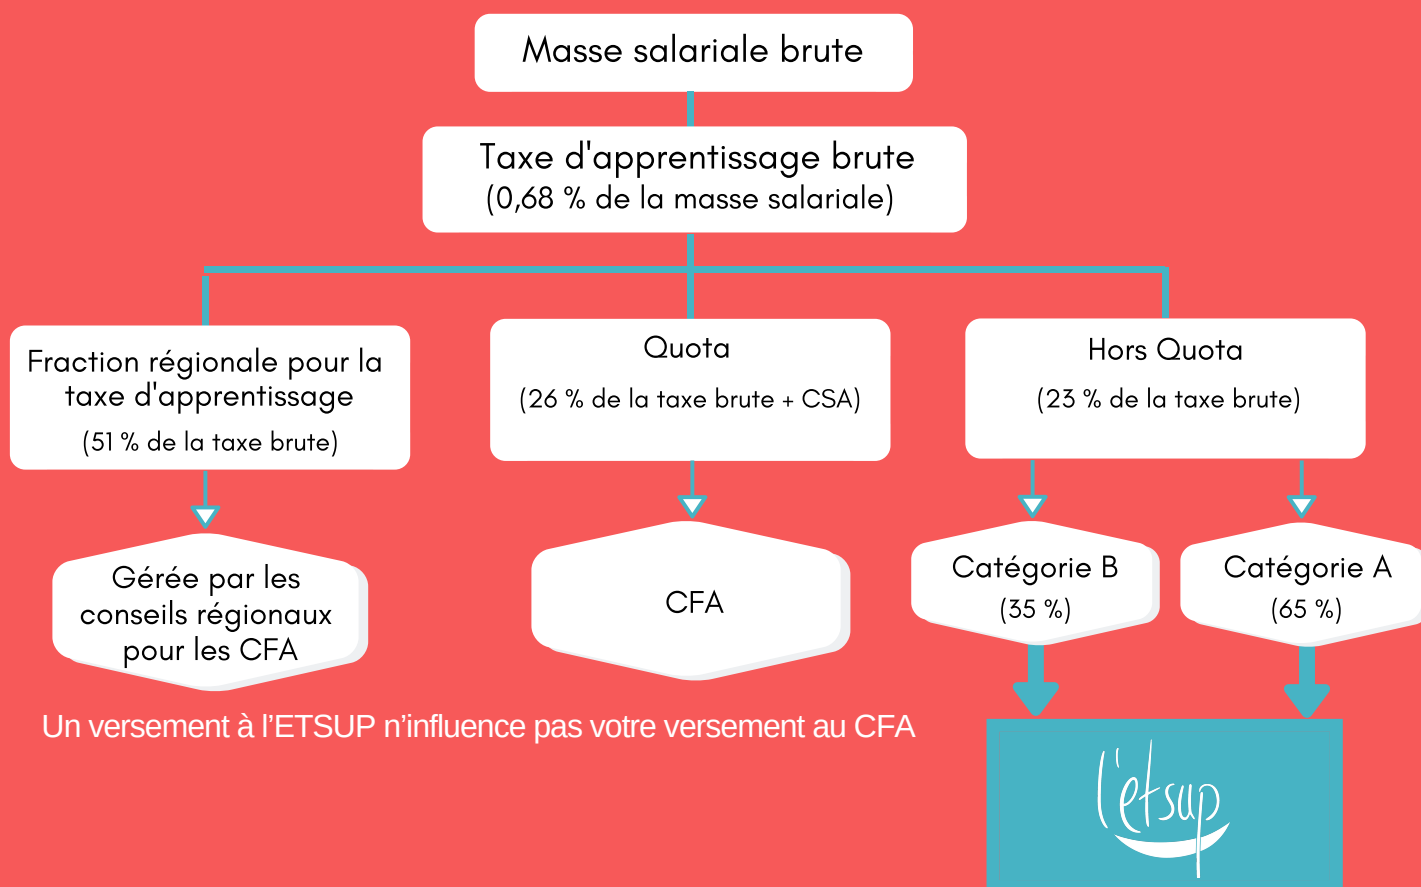 Masse salariale brute
Taxe d'apprentissage brute
(0,68 % de la masse salariale)
Fraction régionale pour la
taxe d'apprentissage
(51 % de la taxe brute)
Quota
(26 % de la taxe brute + CSA)
Hors Quota
(23 % de la taxe brute)
Gérée par les
conseils régionaux
pour les CFA
CFA
Catégorie B
(35 %)
Catégorie A
(65 %)
Un versement à l’ETSUP n’influence pas votre versement au CFA
l'etsup